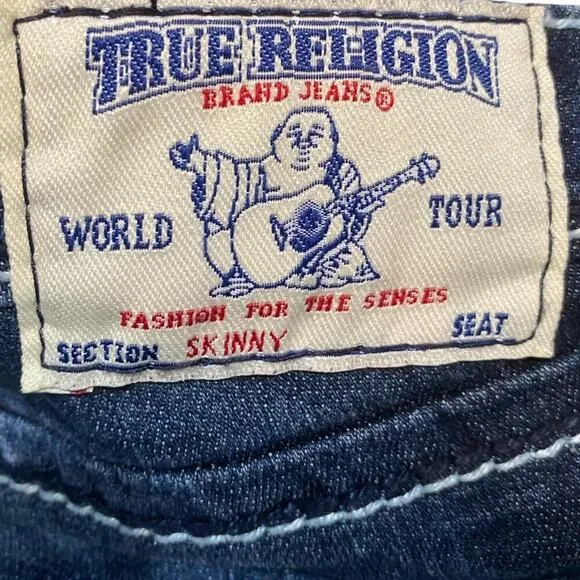 TRUE RELIGION
BRAND JEANS®
WORLD TOUR
FASHION FOR THE SENSES
SECTION SKINNY SEAT